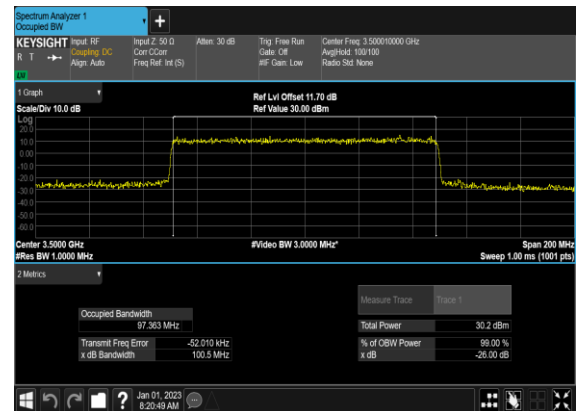 Spectrum Analyzer 1
Occupied BW
+
KEYSIGHT Input: RF Input Z: 50 Ω Atten: 30 dB Trig: Free Run Center Freq: 3.500010000 GHz
R T Coupling: DC Corr CCorr Gate: Off Avg|Hold: 100/100
Align: Auto Freq Ref: Int (S) #IF Gain: Low Radio Std: None
LU
1 Graph
Ref Lvl Offset 11.70 dB
Scale/Div 10.0 dB Ref Value 30.00 dBm
Log
20.0
10.0
0.00
-10.0
-20.0
-30.0
-40.0
-50.0
-60.0
Center 3.5000 GHz #Video BW 3.0000 MHz* Span 200 MHz
#Res BW 1.0000 MHz Sweep 1.00 ms (1001 pts)
2 Metrics
Measure Trace Trace 1
Occupied Bandwidth
97.363 MHz Total Power 30.2 dBm
Transmit Freq Error -52.010 kHz % of OBW Power 99.00 %
x dB Bandwidth 100.5 MHz x dB -26.00 dB
? Jan 01, 2023
8:20:49 AM